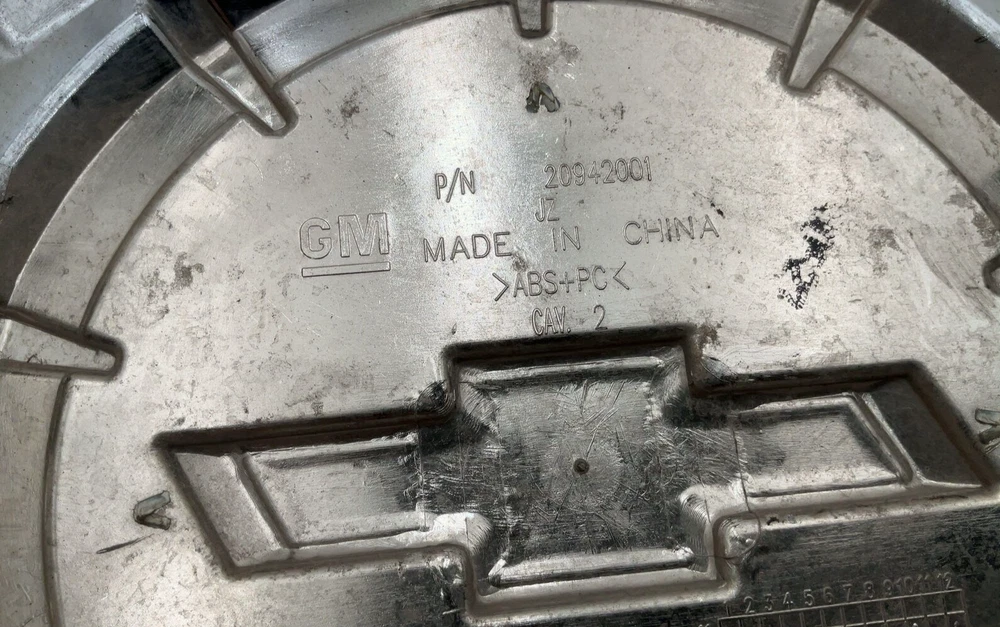 P/N 20942001
JZ
GM MADE IN CHINA
>ABS+PC<
CAV. 2
2 3 4 5 6 7 8 9 10 11 12